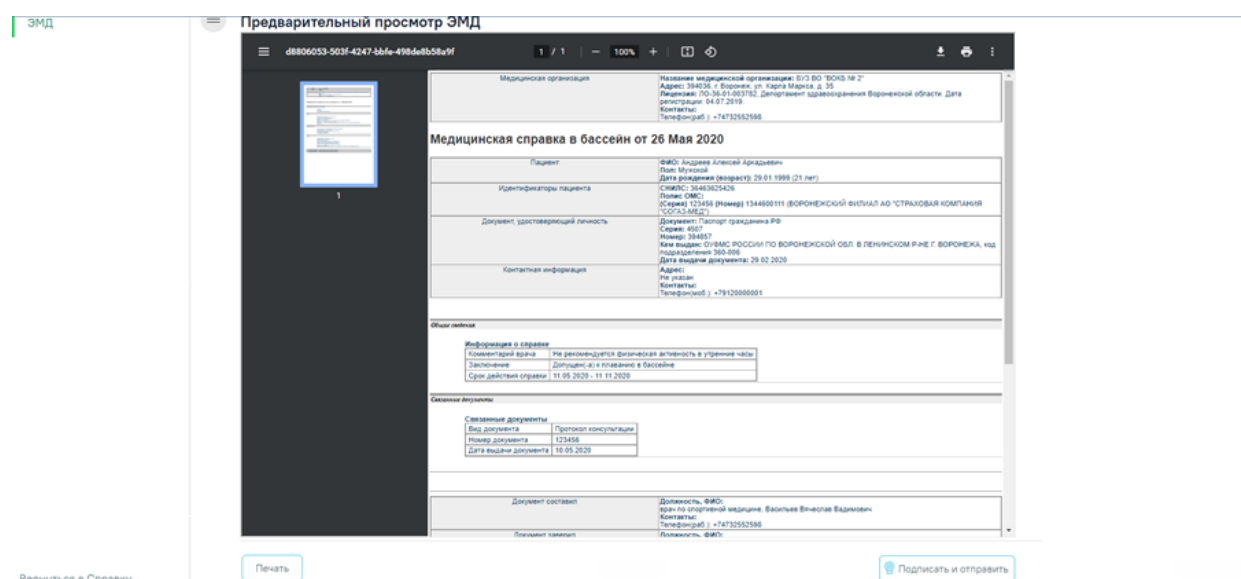 ЭМД
Предварительный просмотр ЭМД
d8806053-503f-4247-bbfe-498de8b58a9f
1 / 1
100%
1
Медицинская организация
Название медицинской организации: БУЗ ВО "ВОКБ № 2"
Адрес: 394036, г. Воронеж, ул. Карла Маркса, д. 35
Лицензия: ЛО-36-01-003782, Департамент здравоохранения Воронежской области. Дата
регистрации: 04.07.2019.
Контакты:
Телефон(раб.): +74732552598
Медицинская справка в бассейн от 26 Мая 2020
Пациент
ФИО: Андреев Алексей Аркадьевич
Пол: Мужской
Дата рождения (возраст): 29.01.1999 (21 лет)
Идентификаторы пациента
СНИЛС: 36463625426
Полис ОМС:
(Серия) 123456 (Номер) 1344600111 (ВОРОНЕЖСКИЙ ФИЛИАЛ АО "СТРАХОВАЯ КОМПАНИЯ
"СОГАЗ-МЕД")
Документ, удостоверяющий личность
Документ: Паспорт гражданина РФ
Серия: 4507
Номер: 394857
Кем выдан: ОУФМС РОССИИ ПО ВОРОНЕЖСКОЙ ОБЛ. В ЛЕНИНСКОМ Р-НЕ Г. ВОРОНЕЖА, код
подразделения 360-006
Дата выдачи документа: 29.02.2020
Контактная информация
Адрес:
Не указан
Контакты:
Телефон(моб.): +79120000001
Общие сведения
Информация о справке
Комментарий врача Не рекомендуется физическая активность в утренние часы
Заключение Допущен(-а) к плаванию в бассейне
Срок действия справки 11.05.2020 - 11.11.2020
Связанные документы
Связанные документы
Вид документа Протокол консультации
Номер документа 123456
Дата выдачи документа 10.05.2020
Документ составил
Должность, ФИО:
врач по спортивной медицине, Васильев Вячеслав Вадимович
Контакты:
Телефон(раб.): +74732552598
Документ заверил
Должность, ФИО:
Печать
Подписать и отправить
Вернуться в Справку